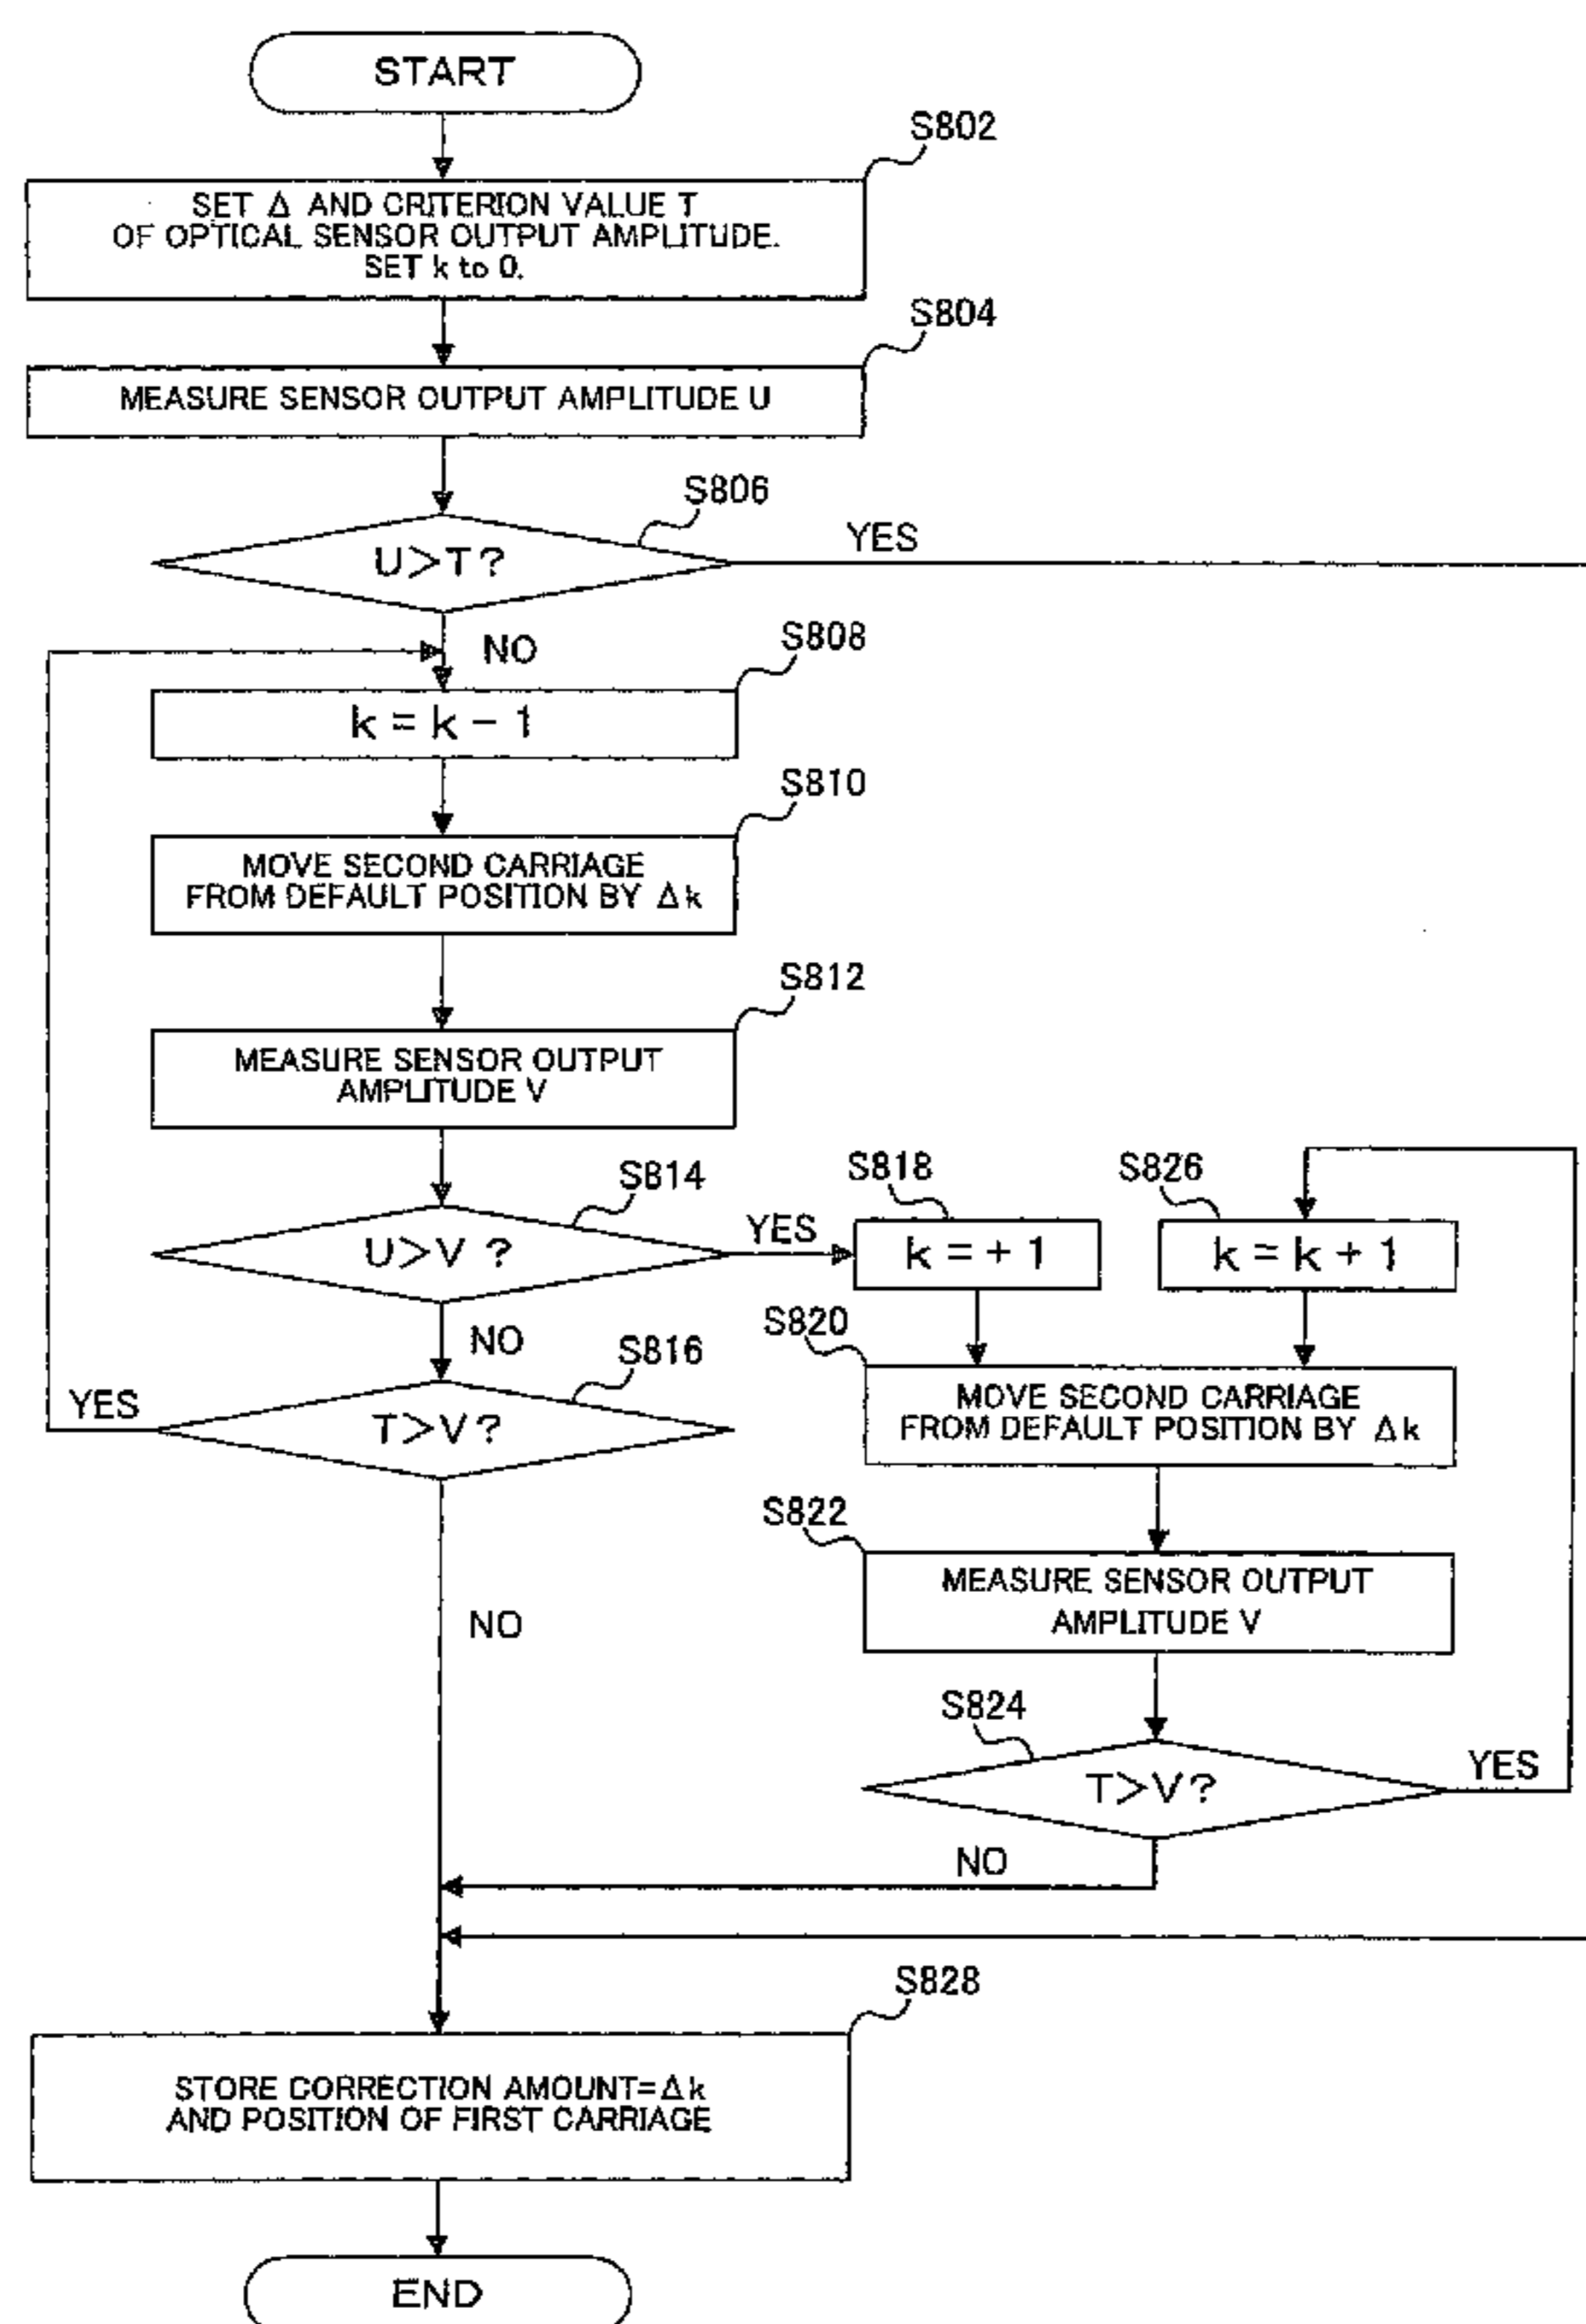 START
S802
SET Δ AND CRITERION VALUE T
OF OPTICAL SENSOR OUTPUT AMPLITUDE.
SET k to 0.
S804
MEASURE SENSOR OUTPUT AMPLITUDE U
S806
U>T?
YES
NO
S808
k = k - 1
S810
MOVE SECOND CARRIAGE
FROM DEFAULT POSITION BY Δk
S812
MEASURE SENSOR OUTPUT
AMPLITUDE V
S814
U>V ?
YES
NO
S818
k = + 1
S826
k = k + 1
S816
T>V?
YES
NO
S820
MOVE SECOND CARRIAGE
FROM DEFAULT POSITION BY Δk
S822
MEASURE SENSOR OUTPUT
AMPLITUDE V
S824
T>V?
YES
NO
S828
STORE CORRECTION AMOUNT=Δk
AND POSITION OF FIRST CARRIAGE
END